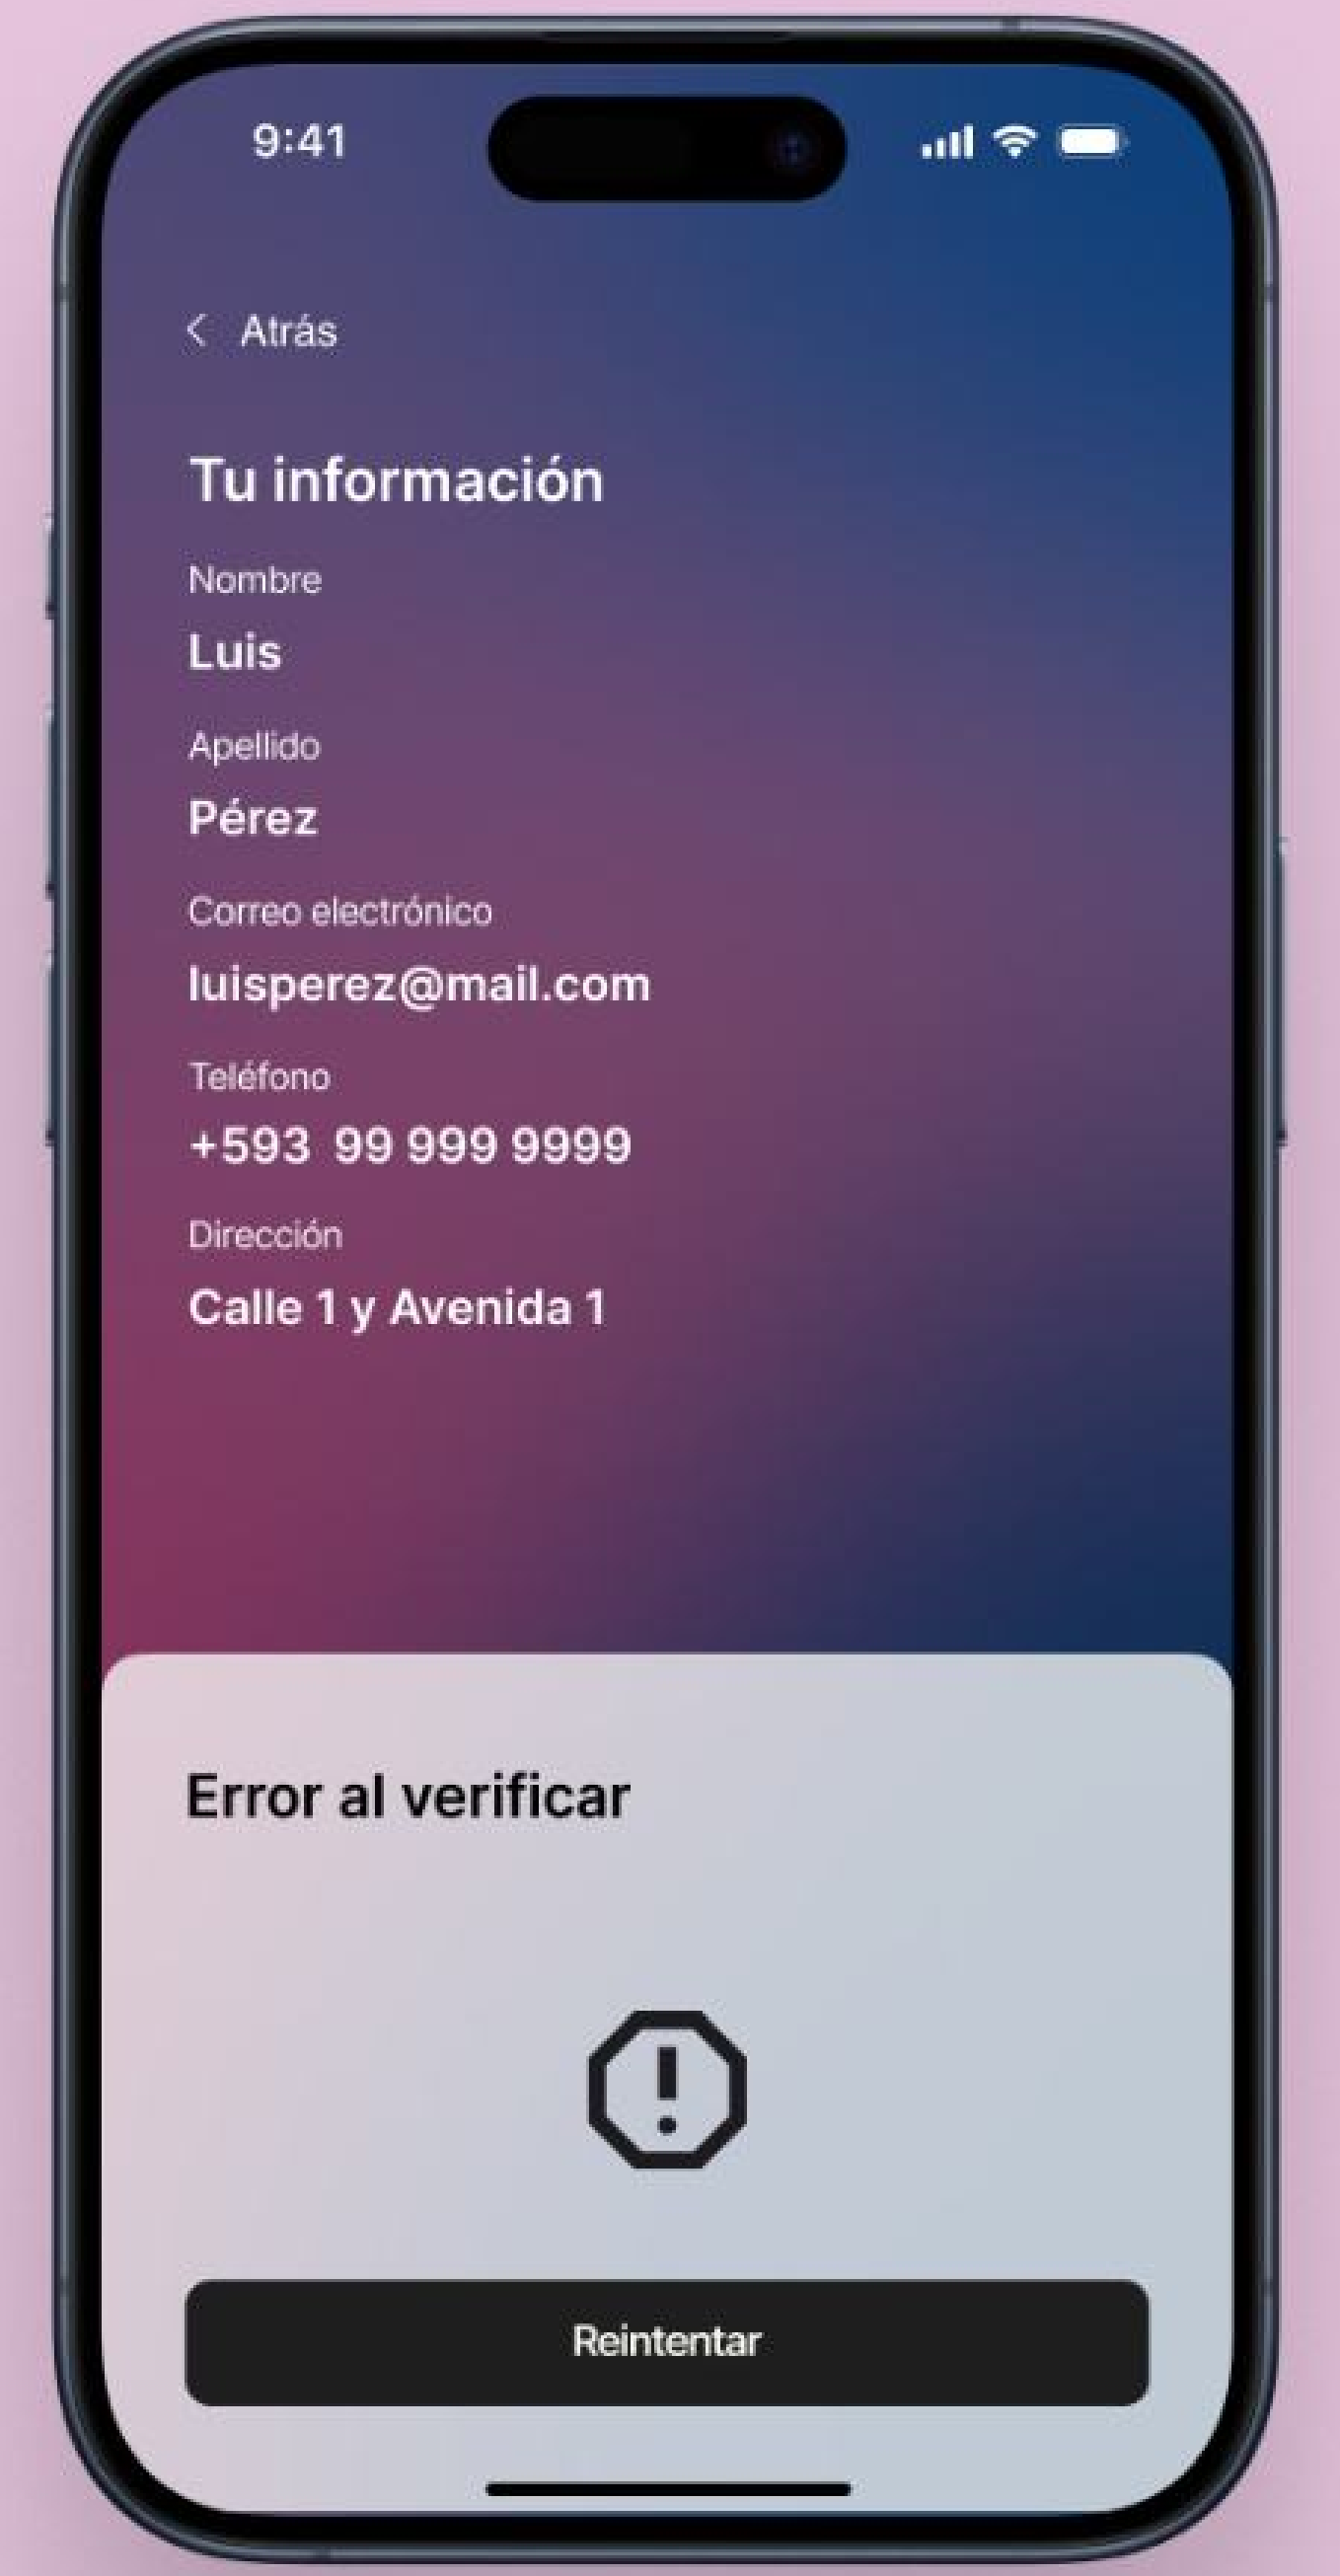 9:41
Atrás
Tu información
Nombre
Luis
Apellido
Pérez
Correo electrónico
luisperez@mail.com
Teléfono
+593 99 999 9999
Dirección
Calle 1 y Avenida 1
Error al verificar
Reintentar